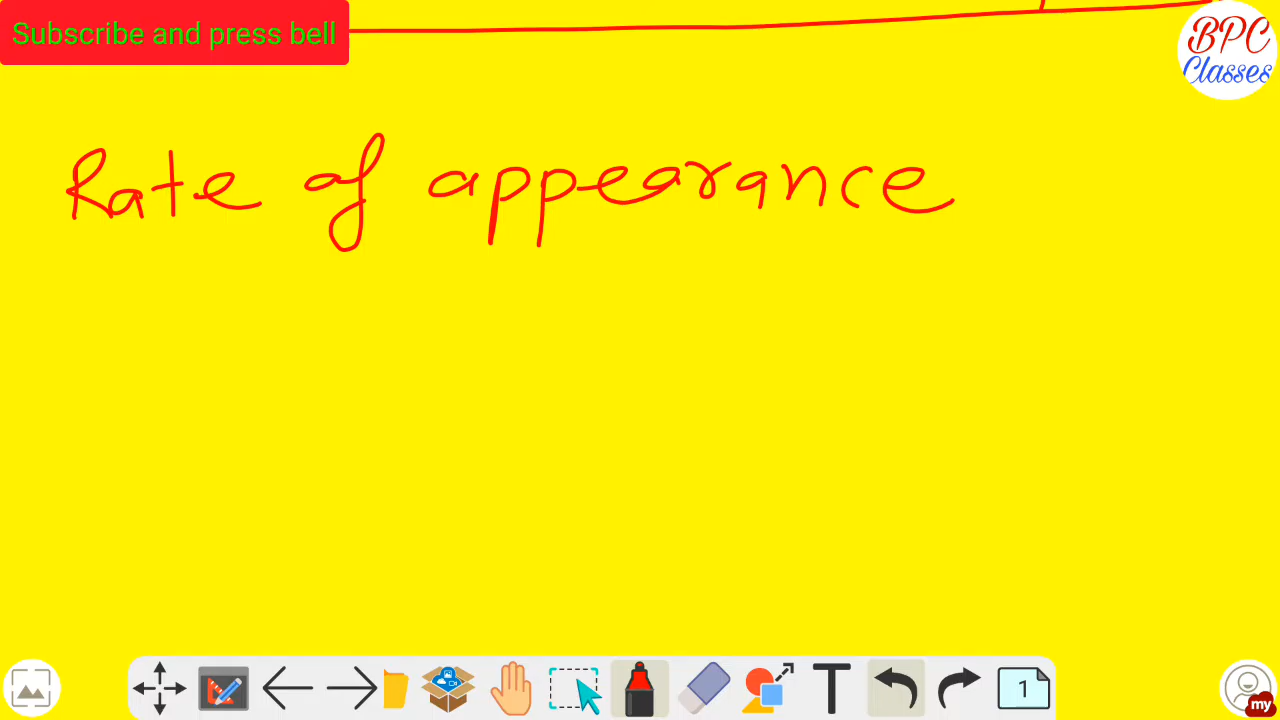 Subscribe and press bell
BPC
Classes
Rate of appearance
1
my